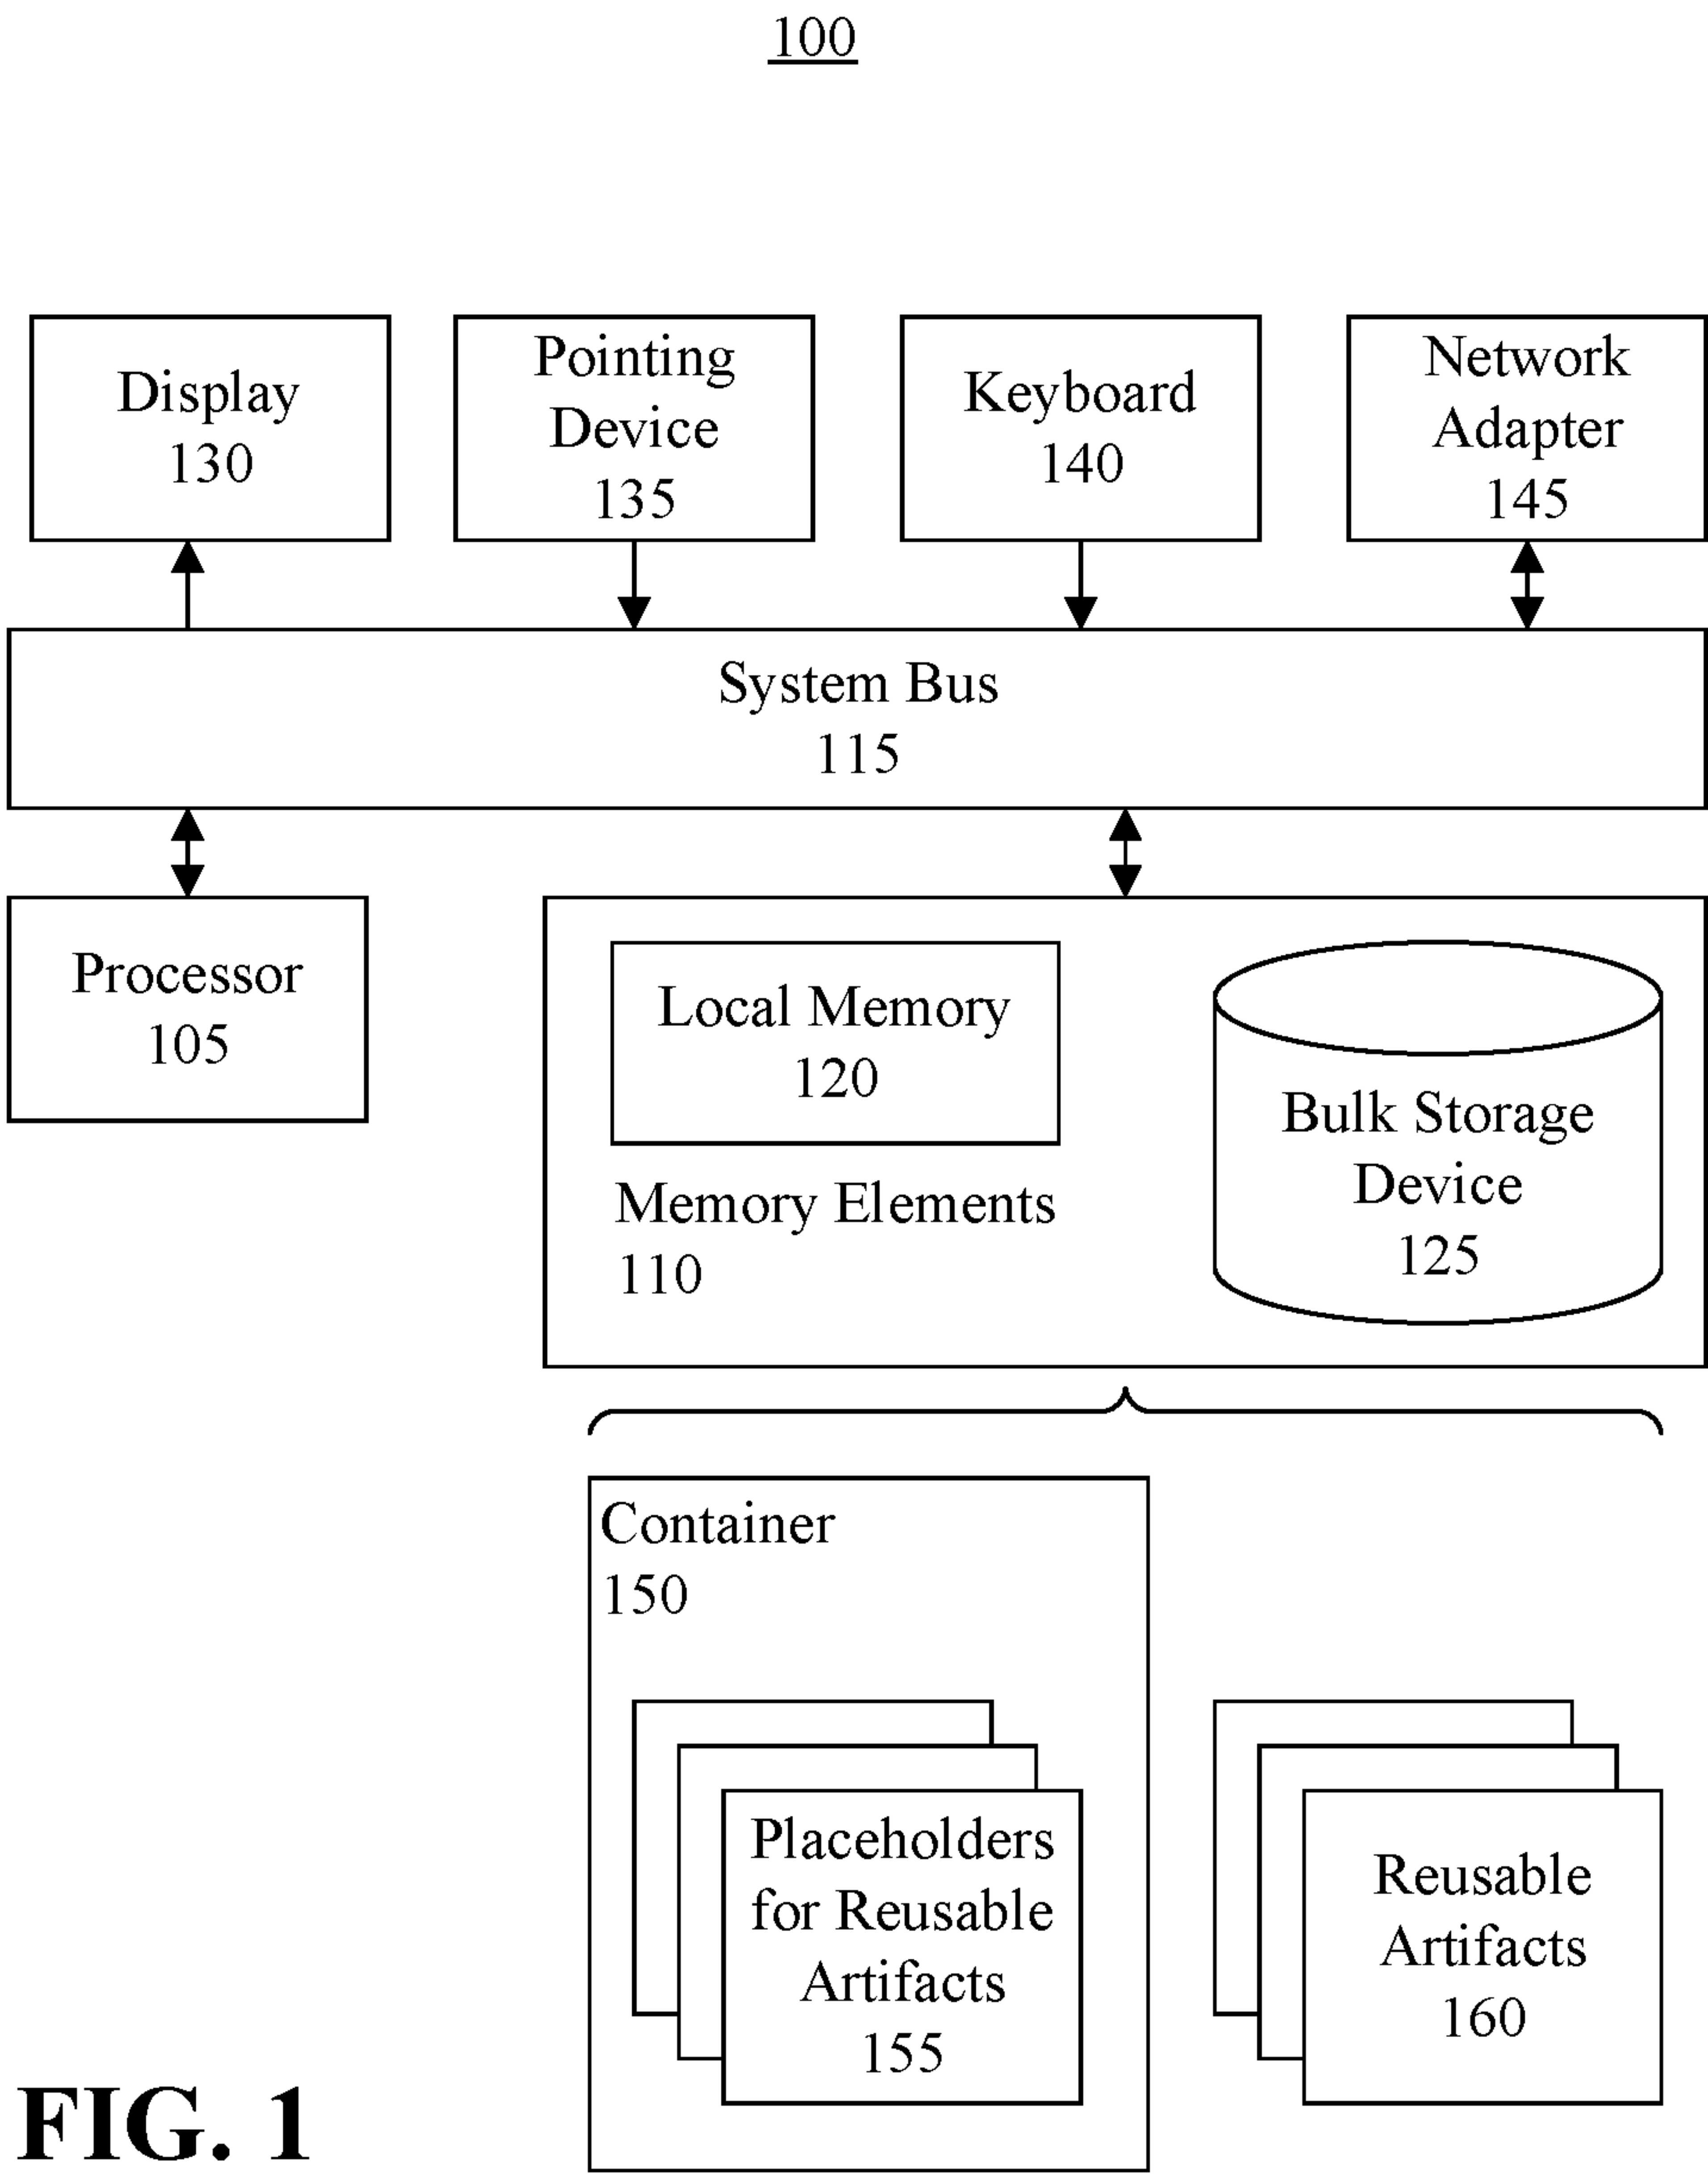 100
Display
130
Pointing
Device
135
Keyboard
140
Network
Adapter
145
System Bus
115
Processor
105
Local Memory
120
Memory Elements
110
Bulk Storage
Device
125
Container
150
Placeholders
for Reusable
Artifacts
155
Reusable
Artifacts
160
FIG. 1